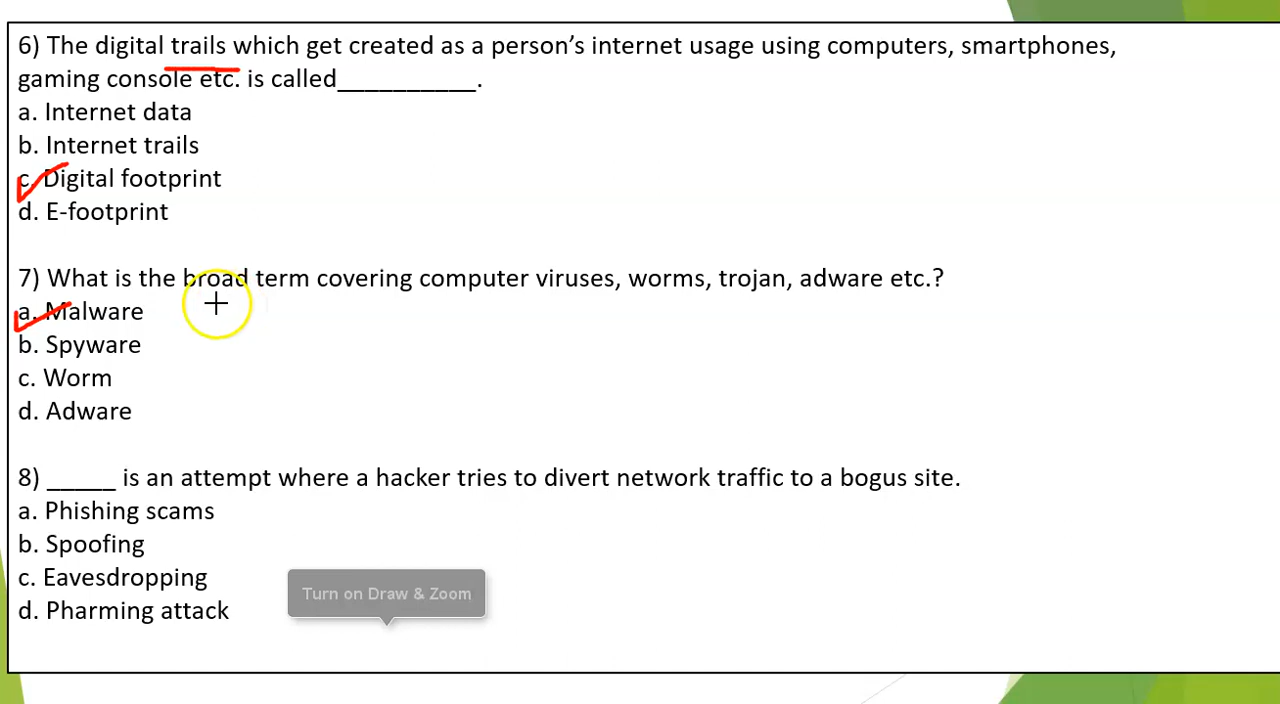 6) The digital trails which get created as a person’s internet usage using computers, smartphones,
gaming console etc. is called__________.
a. Internet data
b. Internet trails
c. Digital footprint
d. E-footprint
7) What is the broad term covering computer viruses, worms, trojan, adware etc.?
a. Malware
b. Spyware
c. Worm
d. Adware
8) _____ is an attempt where a hacker tries to divert network traffic to a bogus site.
a. Phishing scams
b. Spoofing
c. Eavesdropping
Turn on Draw & Zoom
d. Pharming attack